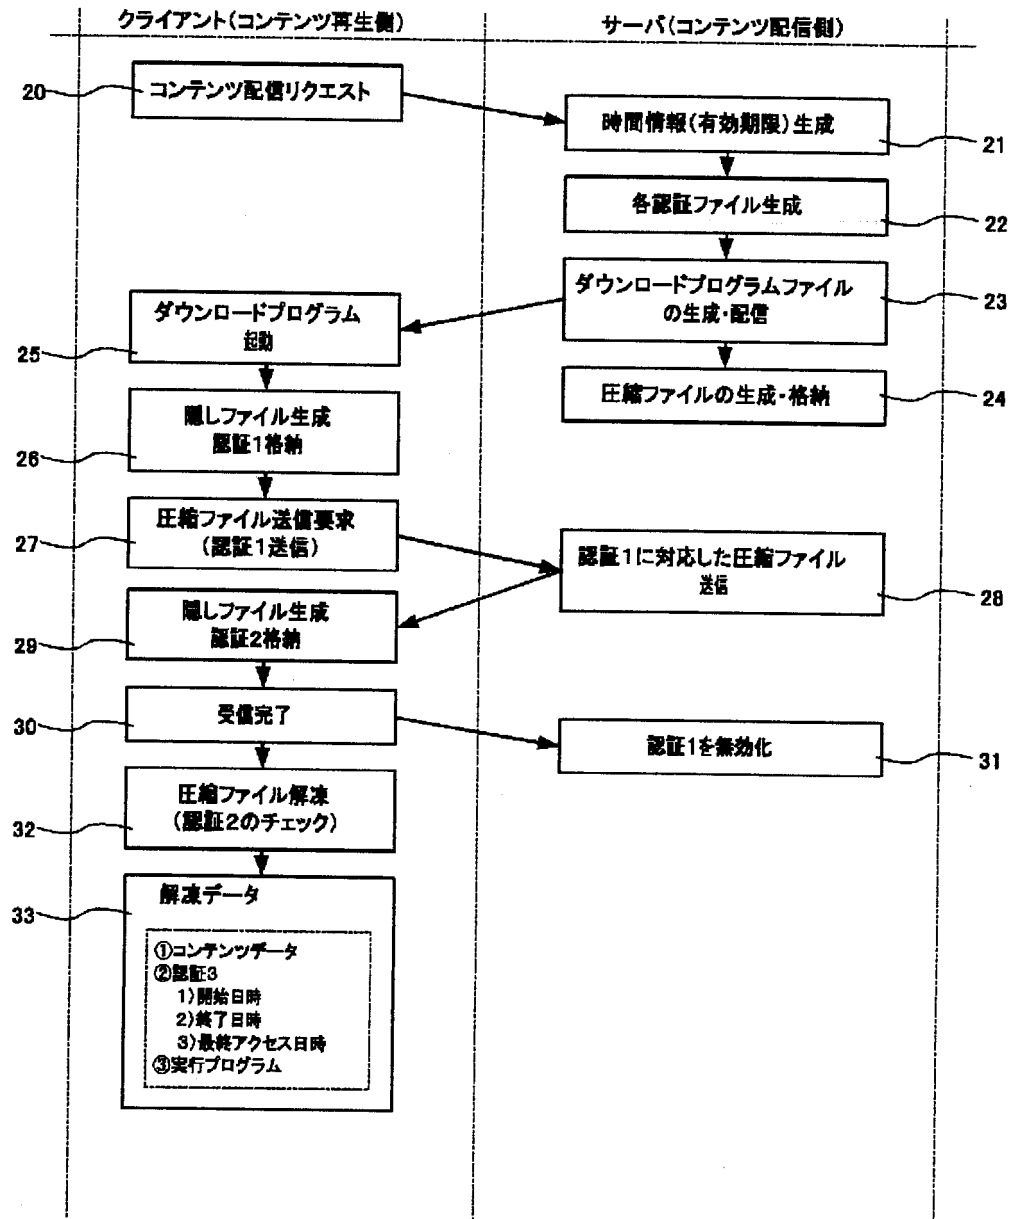 クライアント(コンテンツ再生側)
サーバ(コンテンツ配信側)
20
コンテンツ配信リクエスト
時間情報(有効期限)生成
21
各認証ファイル生成
22
ダウンロードプログラムファイル
の生成・配信
23
ダウンロードプログラム
起動
25
圧縮ファイルの生成・格納
24
隠しファイル生成
認証1格納
26
圧縮ファイル送信要求
(認証1送信)
27
認証1に対応した圧縮ファイル
送信
28
隠しファイル生成
認証2格納
29
受信完了
30
認証1を無効化
31
圧縮ファイル解凍
(認証2のチェック)
32
解凍データ
33
①コンテンツデータ
②認証3
1)開始日時
2)終了日時
3)最終アクセス日時
③実行プログラム